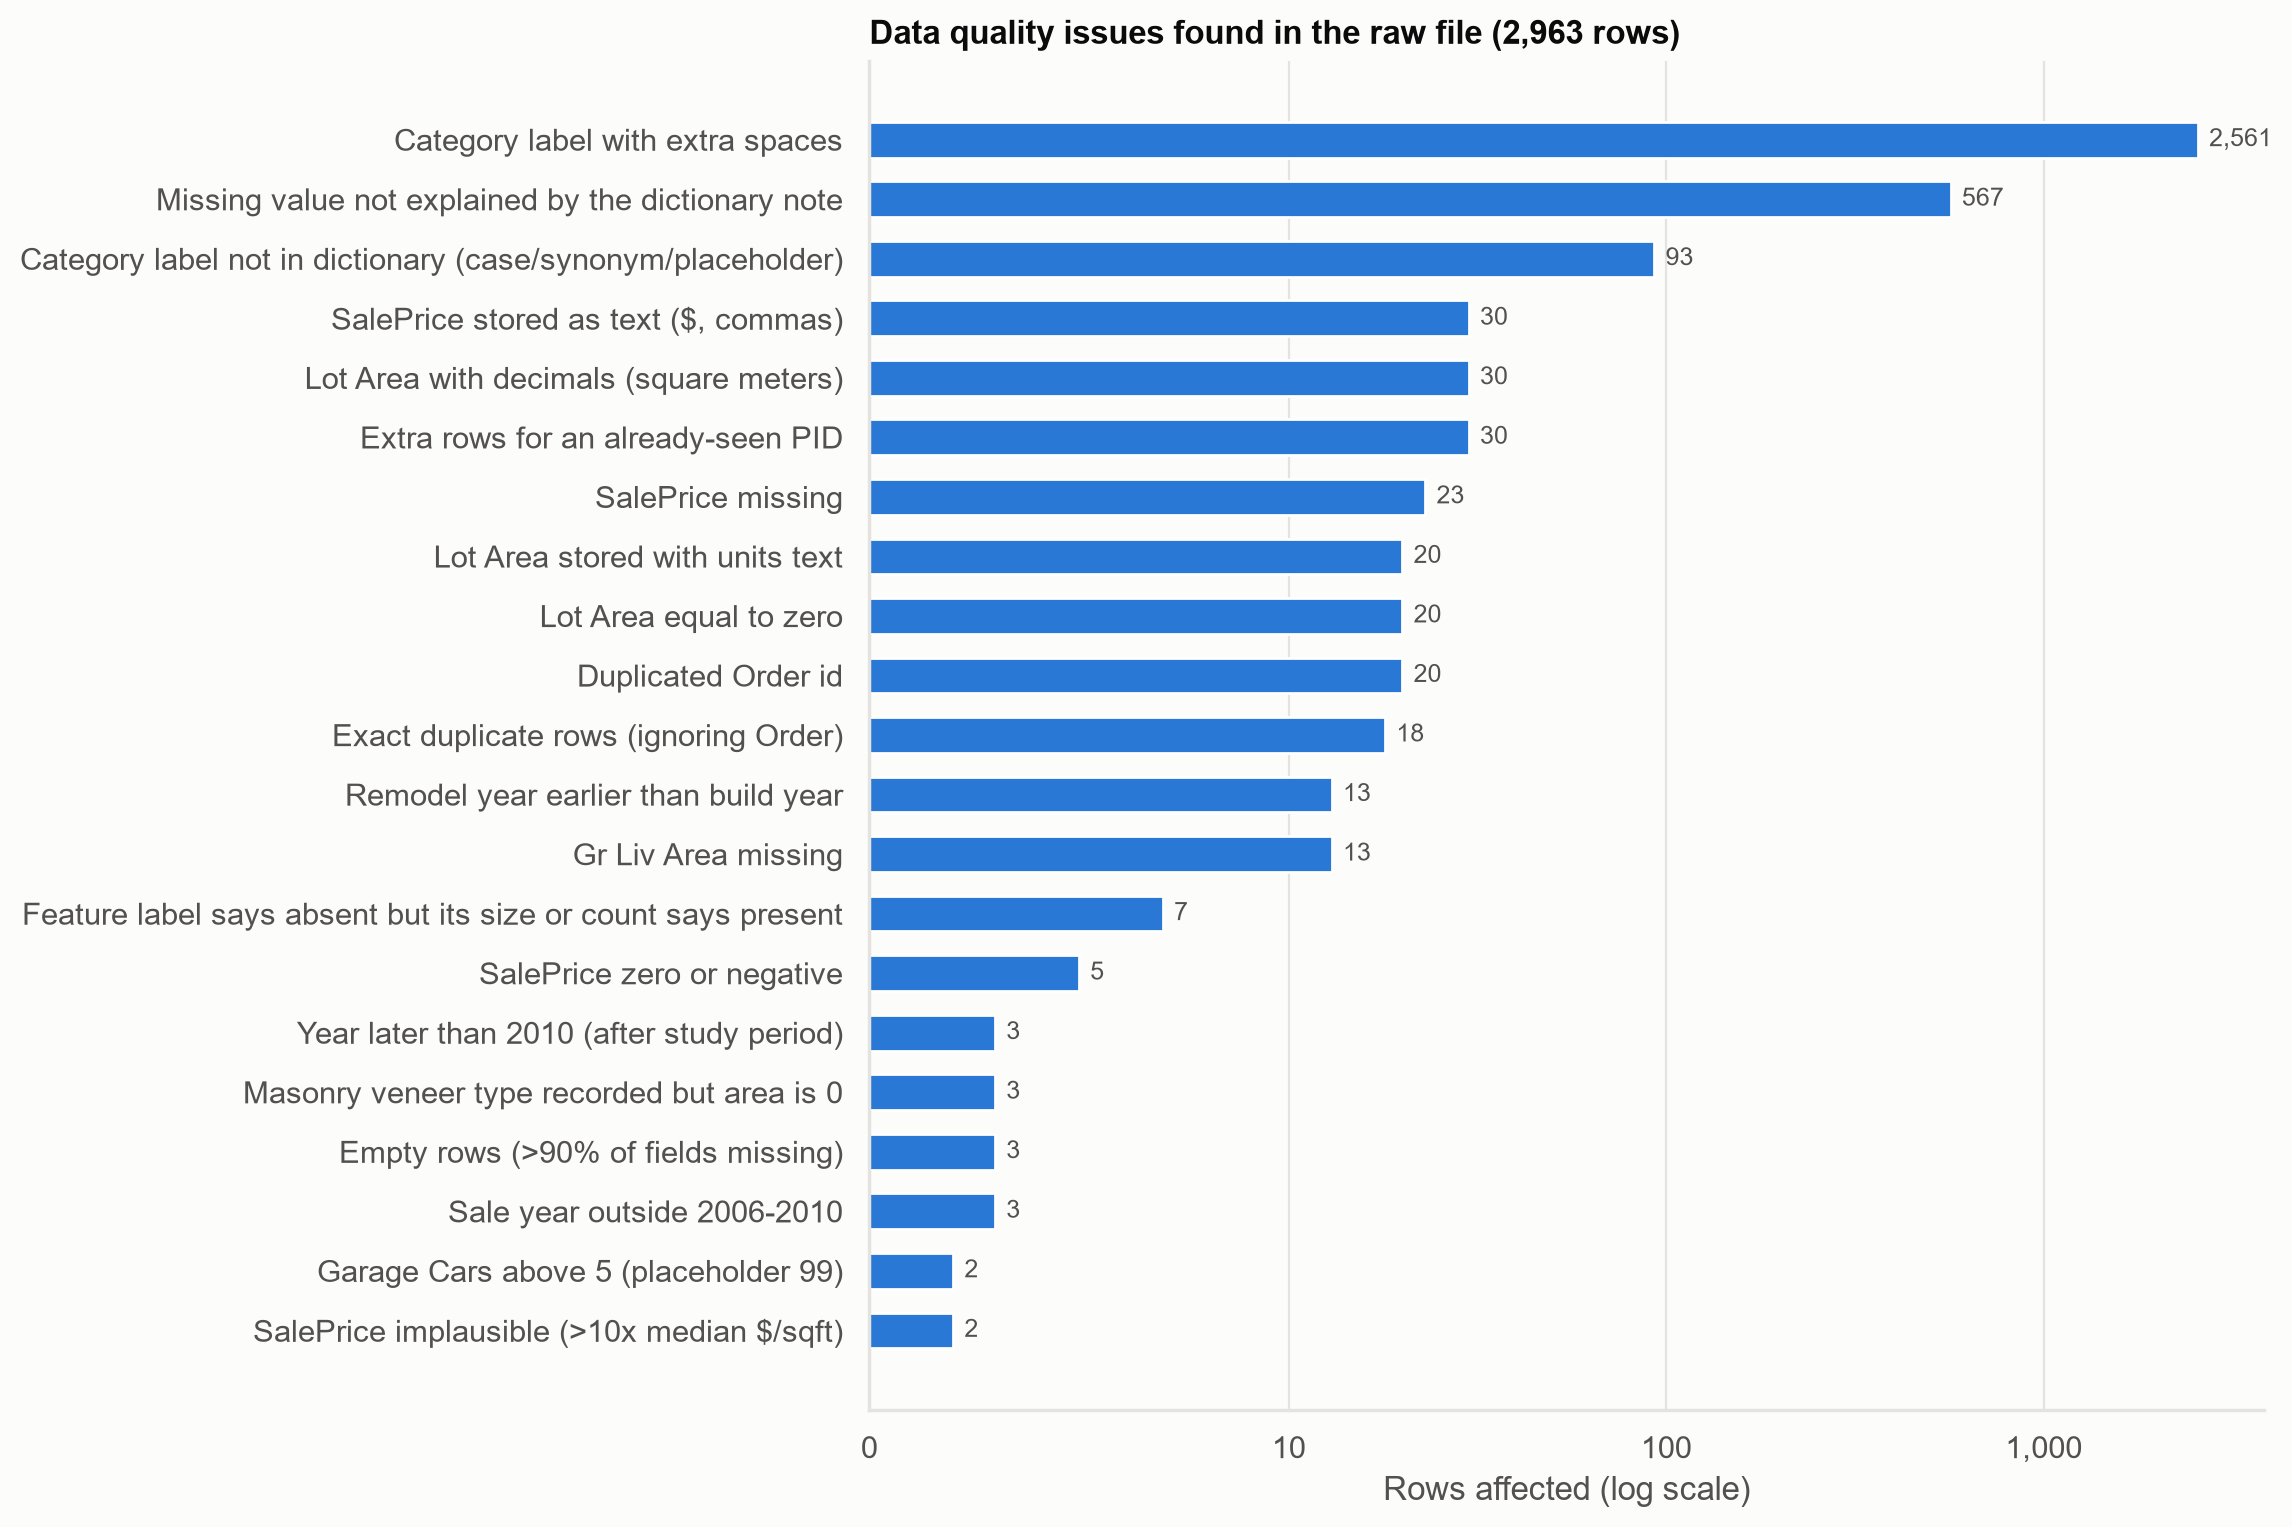 Data quality issues found in the raw file (2,963 rows)
Category label with extra spaces 2,561
Missing value not explained by the dictionary note 567
Category label not in dictionary (case/synonym/placeholder) 93
SalePrice stored as text ($, commas) 30
Lot Area with decimals (square meters) 30
Extra rows for an already-seen PID 30
SalePrice missing 23
Lot Area stored with units text 20
Lot Area equal to zero 20
Duplicated Order id 20
Exact duplicate rows (ignoring Order) 18
Remodel year earlier than build year 13
Gr Liv Area missing 13
Feature label says absent but its size or count says present 7
SalePrice zero or negative 5
Year later than 2010 (after study period) 3
Masonry veneer type recorded but area is 0 3
Empty rows (>90% of fields missing) 3
Sale year outside 2006-2010 3
Garage Cars above 5 (placeholder 99) 2
SalePrice implausible (>10x median $/sqft) 2
0 10 100 1,000
Rows affected (log scale)